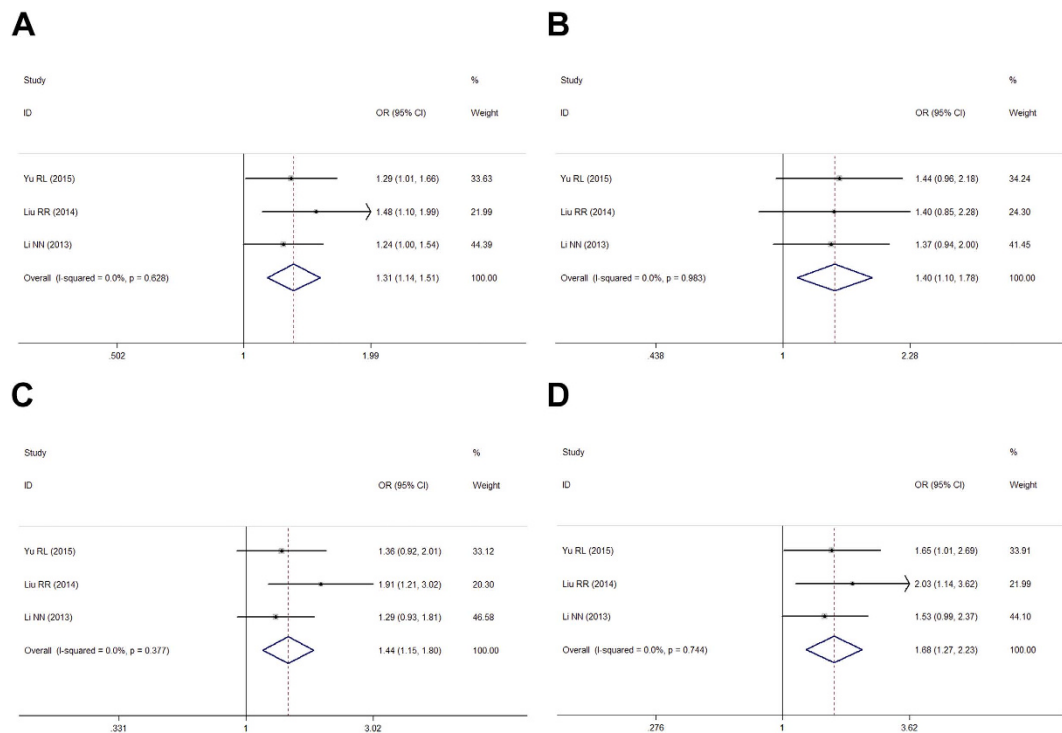 A
Study %
ID OR (95% CI) Weight
Yu RL (2015) 1.29 (1.01, 1.66) 33.63
Liu RR (2014) 1.48 (1.10, 1.99) 21.99
Li NN (2013) 1.24 (1.00, 1.54) 44.39
Overall (I-squared = 0.0%, p = 0.628) 1.31 (1.14, 1.51) 100.00
.502 1 1.99
B
Study %
ID OR (95% CI) Weight
Yu RL (2015) 1.44 (0.96, 2.18) 34.24
Liu RR (2014) 1.40 (0.85, 2.28) 24.30
Li NN (2013) 1.37 (0.94, 2.00) 41.45
Overall (I-squared = 0.0%, p = 0.983) 1.40 (1.10, 1.78) 100.00
.438 1 2.28
C
Study %
ID OR (95% CI) Weight
Yu RL (2015) 1.36 (0.92, 2.01) 33.12
Liu RR (2014) 1.91 (1.21, 3.02) 20.30
Li NN (2013) 1.29 (0.93, 1.81) 46.58
Overall (I-squared = 0.0%, p = 0.377) 1.44 (1.15, 1.80) 100.00
.331 1 3.02
D
Study %
ID OR (95% CI) Weight
Yu RL (2015) 1.65 (1.01, 2.69) 33.91
Liu RR (2014) 2.03 (1.14, 3.62) 21.99
Li NN (2013) 1.53 (0.99, 2.37) 44.10
Overall (I-squared = 0.0%, p = 0.744) 1.68 (1.27, 2.23) 100.00
.276 1 3.62